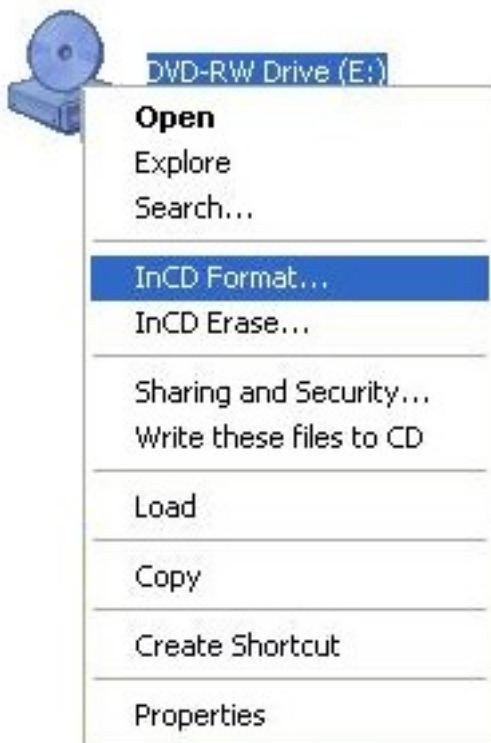 DVD-RW Drive (E:)
Open
Explore
Search...
InCD Format...
InCD Erase...
Sharing and Security...
Write these files to CD
Load
Copy
Create Shortcut
Properties